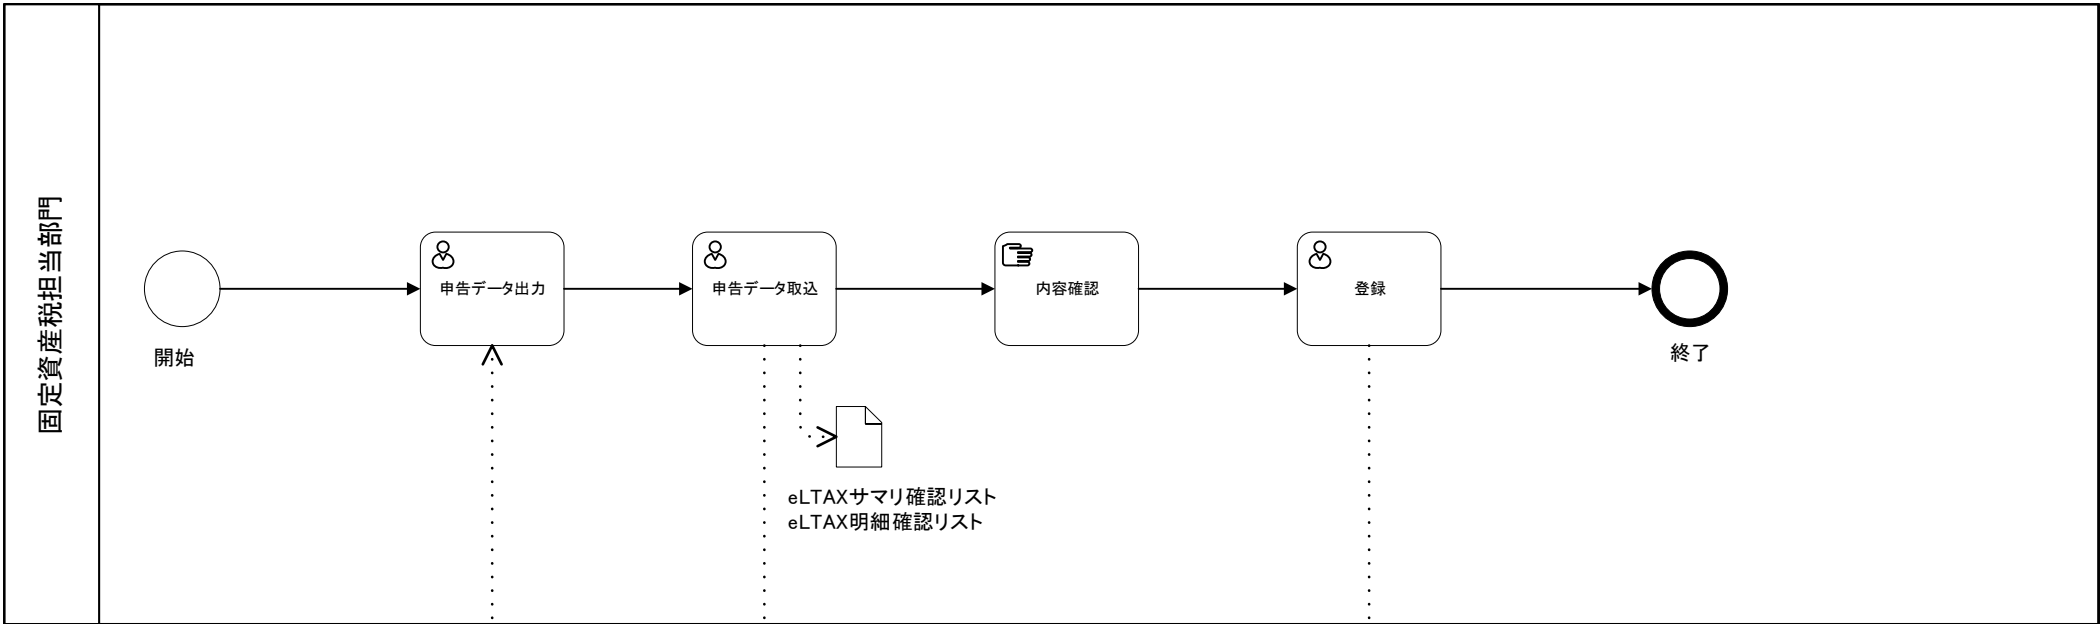 固定資産税担当部門
開始
申告データ出力
申告データ取込
内容確認
登録
終了
eLTAXサマリ確認リスト
eLTAX明細確認リスト